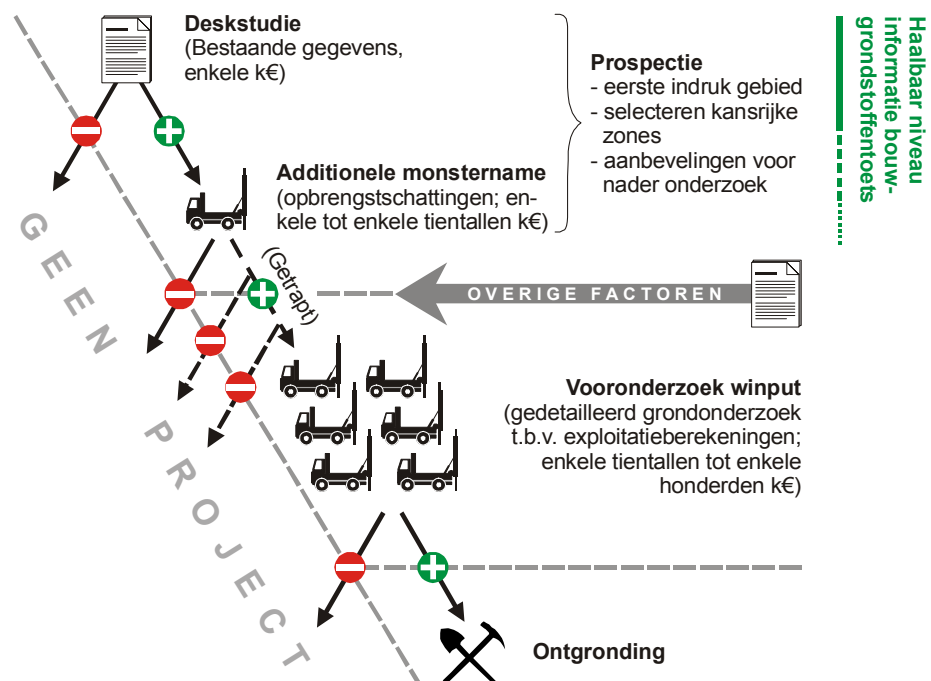 Deskstudie
(Bestaande gegevens,
enkele k€)
Prospectie
- eerste indruk gebied
- selecteren kansrijke
zones
- aanbevelingen voor
nader onderzoek
Haalbaar niveau
informatie bouw-
grondstoffentoets
Additionele monstername
(opbrengstschattingen; en-
kele tot enkele tientallen k€)
(Getrapt)
OVERIGE FACTOREN
GEEN PROJECT
Vooronderzoek winput
(gedetailleerd grondonderzoek
t.b.v. exploitatieberekeningen;
enkele tientallen tot enkele
honderden k€)
Ontgronding